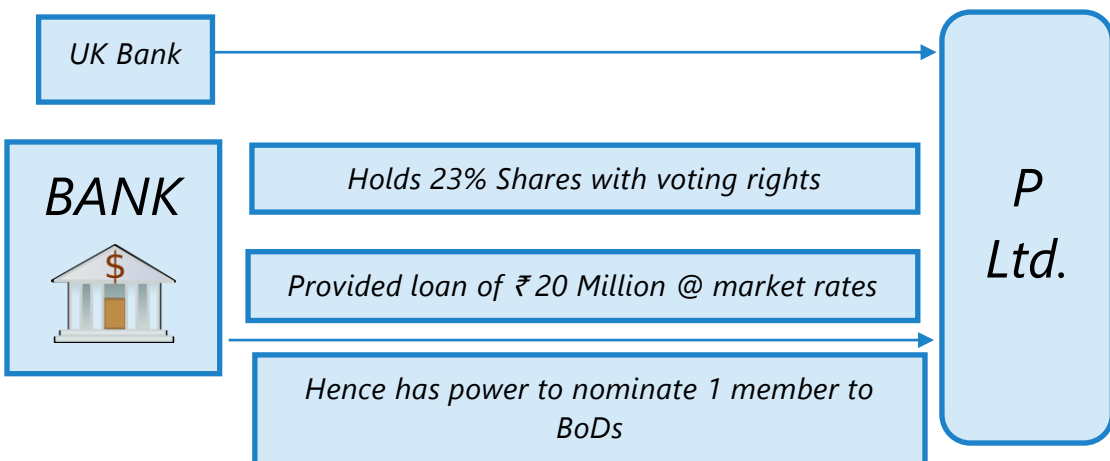 UK Bank
BANK
$
Holds 23% Shares with voting rights
Provided loan of ₹ 20 Million @ market rates
Hence has power to nominate 1 member to
BoDs
P
Ltd.